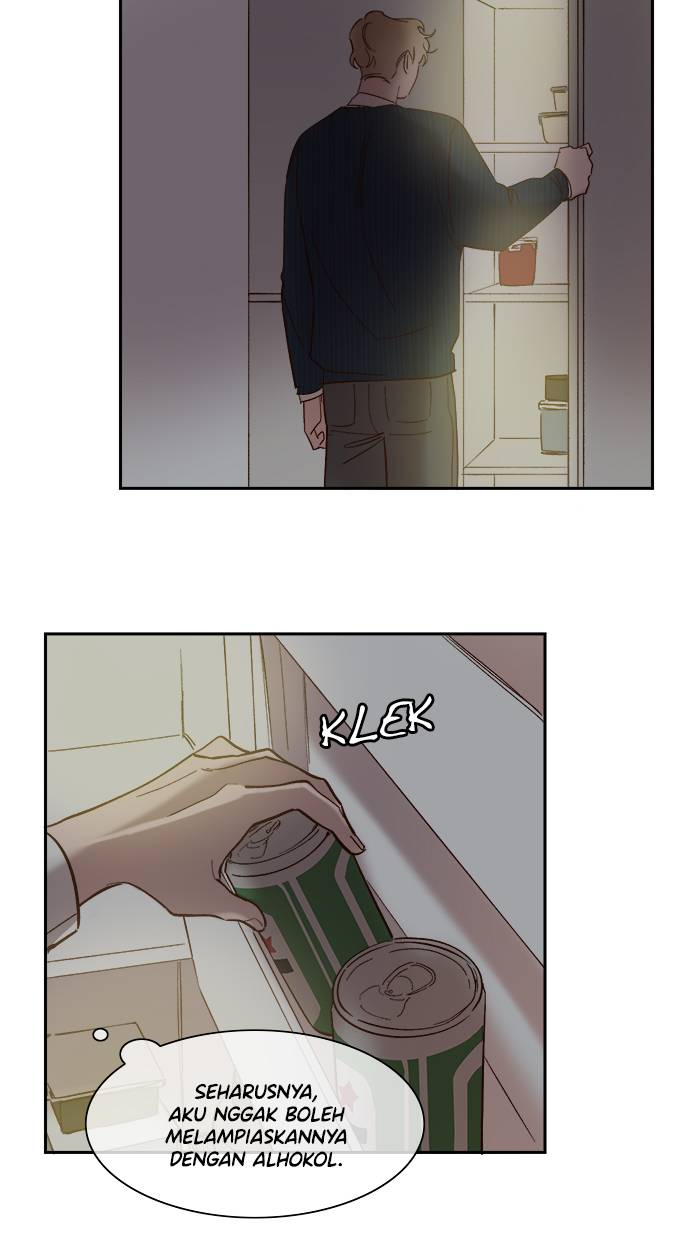 KLEK
SEHARUSNYA,
AKU NGGAK BOLEH
MELAMPIASKANNYA
DENGAN ALHOKOL.